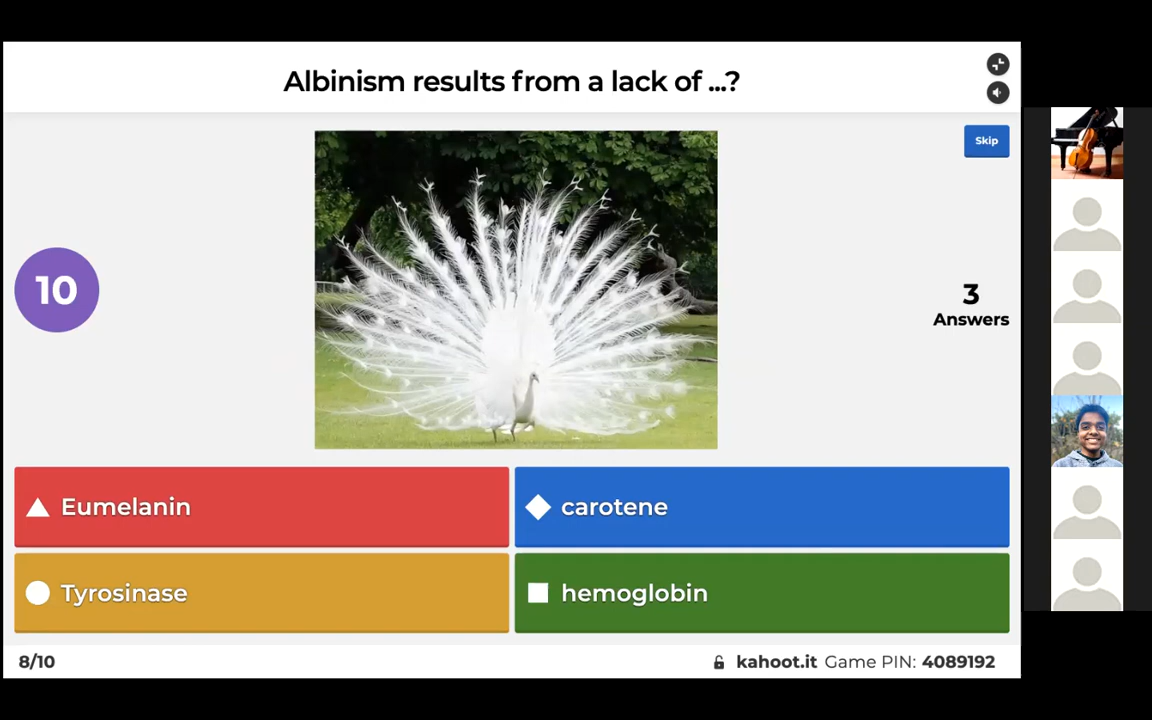 Albinism results from a lack of ...?
Skip
10
3
Answers
Eumelanin
carotene
Tyrosinase
hemoglobin
8/10
kahoot.it Game PIN: 4089192